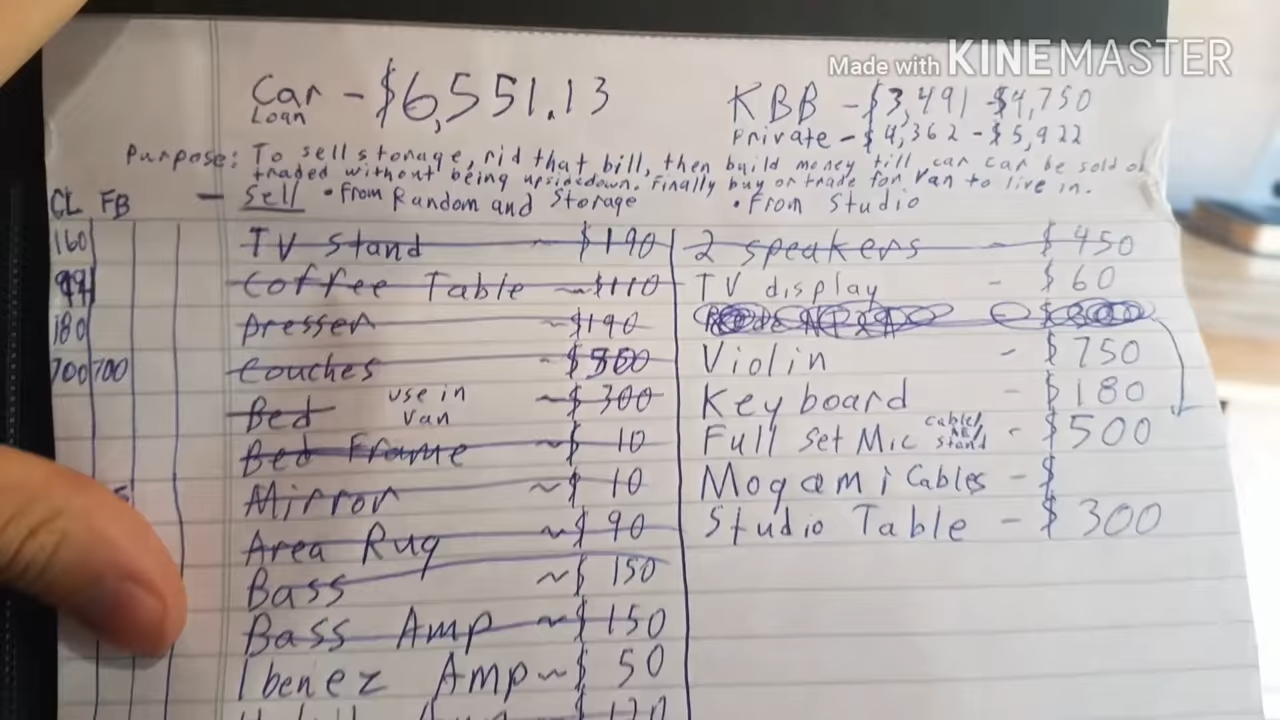 Made with KINEMASTER
Car - $6,551.13
Loan
KBB - $3,491 - $4,750
Private - $4,362 - $5,922
Purpose: To sell storage, rid that bill, then build money till car can be sold or
traded without being upsidedown. Finally buy or trade for van to live in.
CL FB
- Sell • From Random and Storage
• From Studio
160 TV Stand ~ $190
99 Coffee Table ~ $110
180 Dresser ~ $190
700 700 Couches ~ $
Bed use in van ~ $300
Bed Frame ~ $10
Mirror ~ $10
Area Rug ~ $90
Bass ~ $150
Bass Amp ~ $150
Ibenez Amp ~ $50
120
2 speakers - $450
TV display - $60
Violin - $750
Keyboard - $180
Full Set Mic cable/ stand - $500
Mogami Cables - $
Studio Table - $300